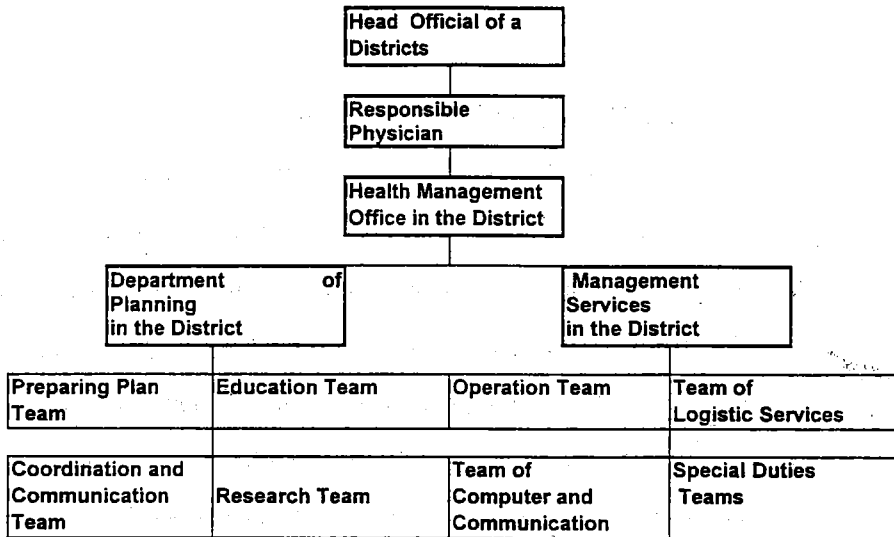 Head Official of a
Districts
Responsible
Physician
Health Management
Office in the District
Department of
Planning
in the District
Management
Services
in the District
Preparing Plan
Team
Education Team
Operation Team
Team of
Logistic Services
Coordination and
Communication
Team
Research Team
Team of
Computer and
Communication
Special Duties
Teams